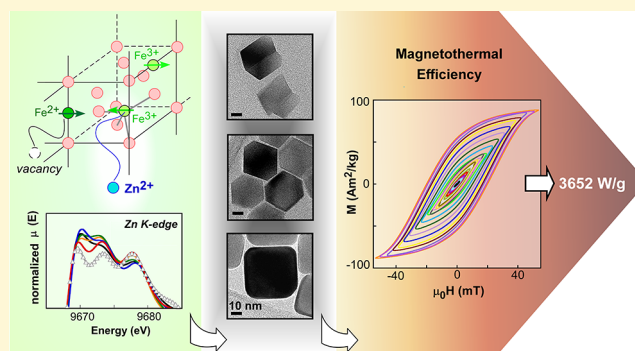 Fe3+
Fe2+
Fe3+
vacancy
Zn2+
Zn K-edge
normalized μ (E)
9670
9680
Energy (eV)
10 nm
Magnetothermal
Efficiency
M (Am2/kg)
100
0
-100
-40
0
40
μ0H (mT)
3652 W/g